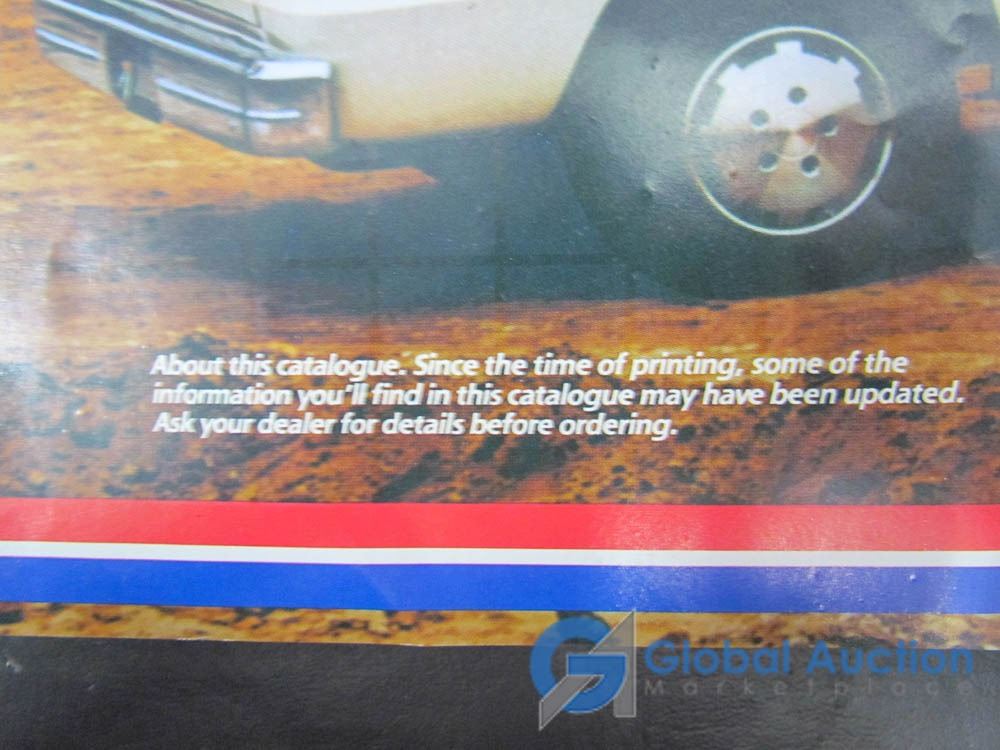 About this catalogue. Since the time of printing, some of the
information you'll find in this catalogue may have been updated.
Ask your dealer for details before ordering.
Global Auction
Marketplace